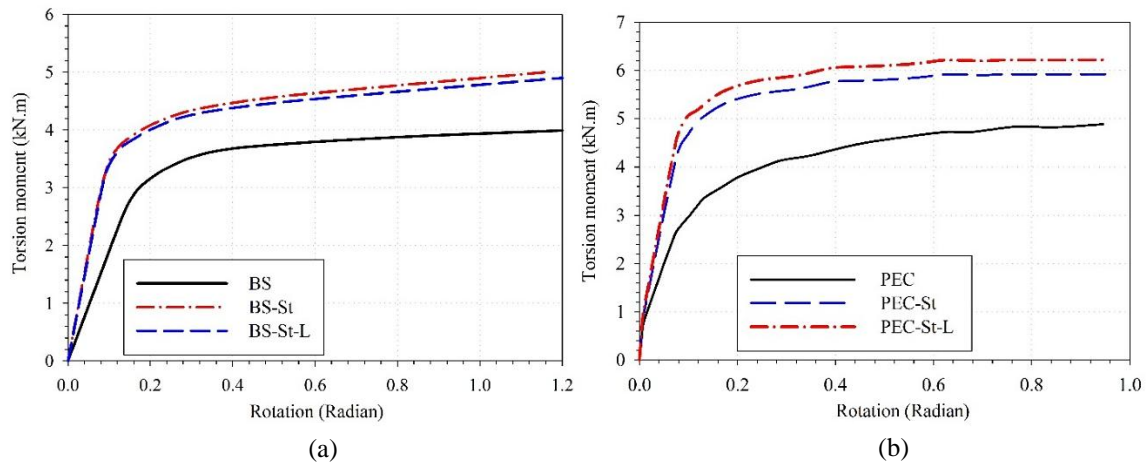 6
5
4
3
2
1
0
Torsion moment (kN.m)
BS
BS-St
BS-St-L
0.0 0.2 0.4 0.6 0.8 1.0 1.2
Rotation (Radian)
(a)
7
6
5
4
3
2
1
0
Torsion moment (kN.m)
PEC
PEC-St
PEC-St-L
0.0 0.2 0.4 0.6 0.8 1.0
Rotation (Radian)
(b)